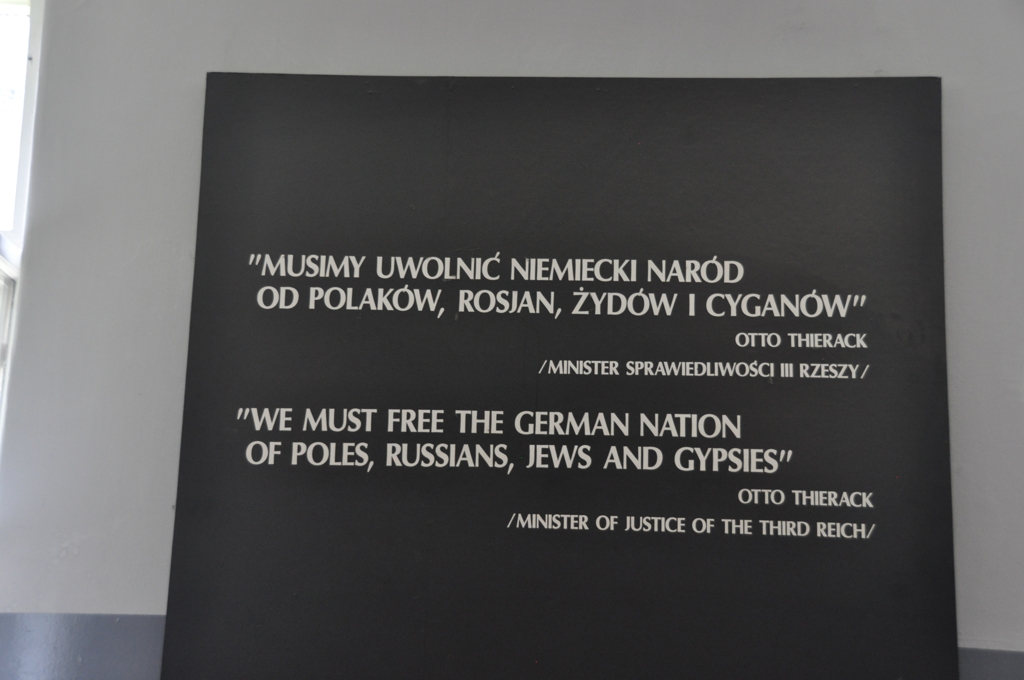 "MUSIMY UWOLNIĆ NIEMIECKI NARÓD
OD POLAKÓW, ROSJAN, ŻYDÓW I CYGANÓW"
OTTO THIERACK
/MINISTER SPRAWIEDLIWOŚCI III RZESZY/
"WE MUST FREE THE GERMAN NATION
OF POLES, RUSSIANS, JEWS AND GYPSIES"
OTTO THIERACK
/MINISTER OF JUSTICE OF THE THIRD REICH/